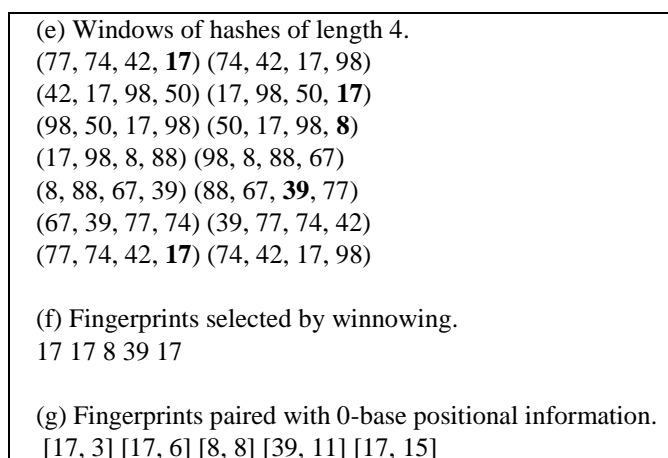 (e) Windows of hashes of length 4.
(77, 74, 42, 17) (74, 42, 17, 98)
(42, 17, 98, 50) (17, 98, 50, 17)
(98, 50, 17, 98) (50, 17, 98, 8)
(17, 98, 8, 88) (98, 8, 88, 67)
(8, 88, 67, 39) (88, 67, 39, 77)
(67, 39, 77, 74) (39, 77, 74, 42)
(77, 74, 42, 17) (74, 42, 17, 98)
(f) Fingerprints selected by winnowing.
17 17 8 39 17
(g) Fingerprints paired with 0-base positional information.
[17, 3] [17, 6] [8, 8] [39, 11] [17, 15]